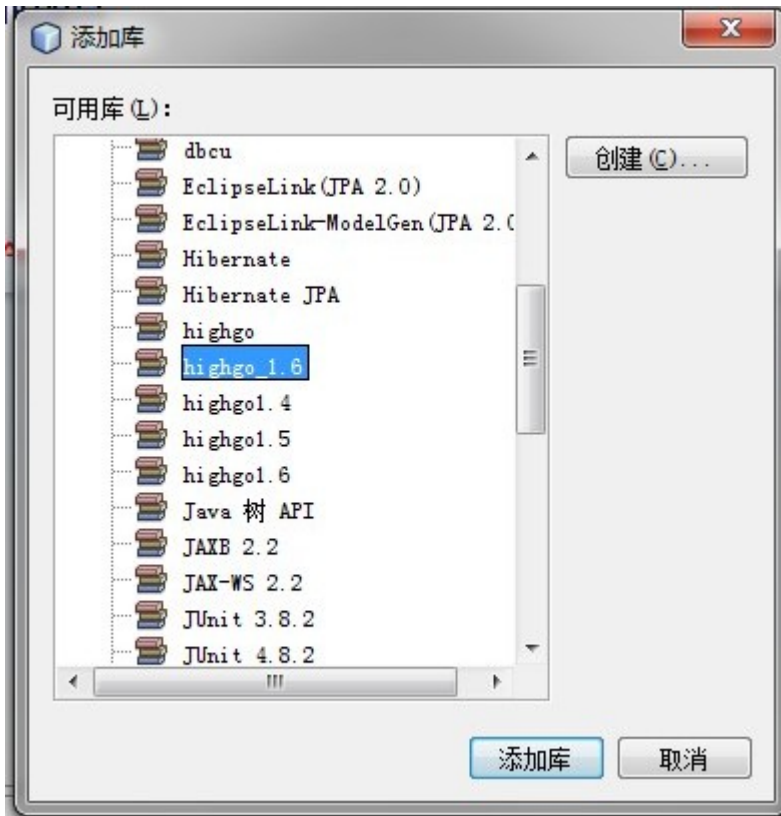 添加库
可用库(L):
dbcu
创建(C)...
EclipseLink(JPA 2.0)
EclipseLink-ModelGen(JPA 2.
Hibernate
Hibernate JPA
highgo
highgo_1.6
highgo1.4
highgo1.5
highgo1.6
Java 树 API
JAXB 2.2
JAX-WS 2.2
JUnit 3.8.2
JUnit 4.8.2
添加库 取消